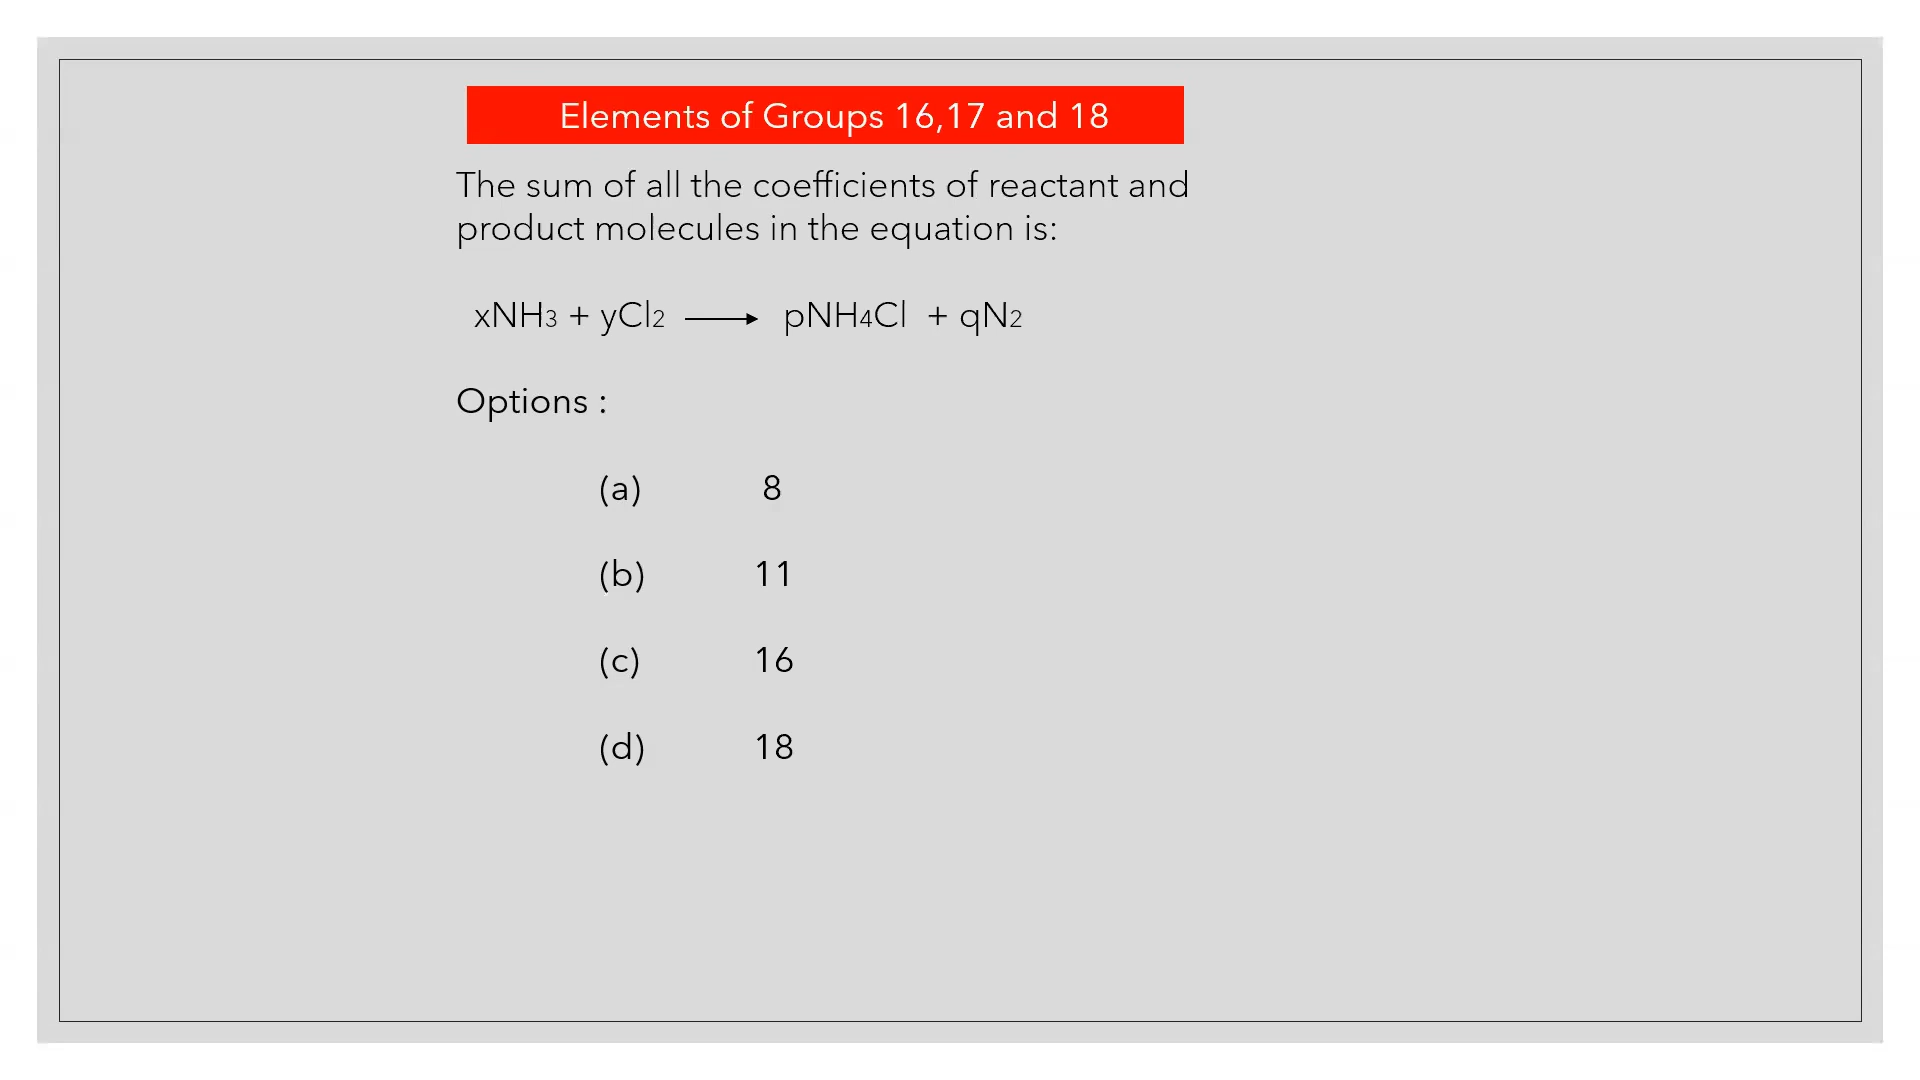 Elements of Groups 16,17 and 18
The sum of all the coefficients of reactant and
product molecules in the equation is:
xNH3 + yCl2 ⟶ pNH4Cl + qN2
Options :
(a) 8
(b) 11
(c) 16
(d) 18